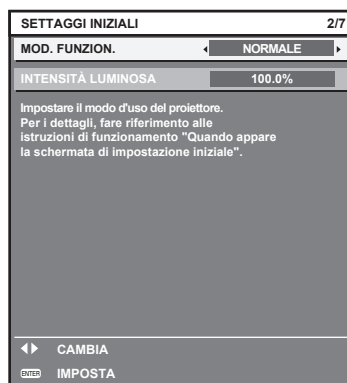 SETTAGGI INIZIALI 2/7
MOD. FUNZION. NORMALE
INTENSITÀ LUMINOSA 100.0%
Impostare il modo d'uso del proiettore.
Per i dettagli, fare riferimento alle
istruzioni di funzionamento "Quando appare
la schermata di impostazione iniziale".
CAMBIA
ENTER IMPOSTA